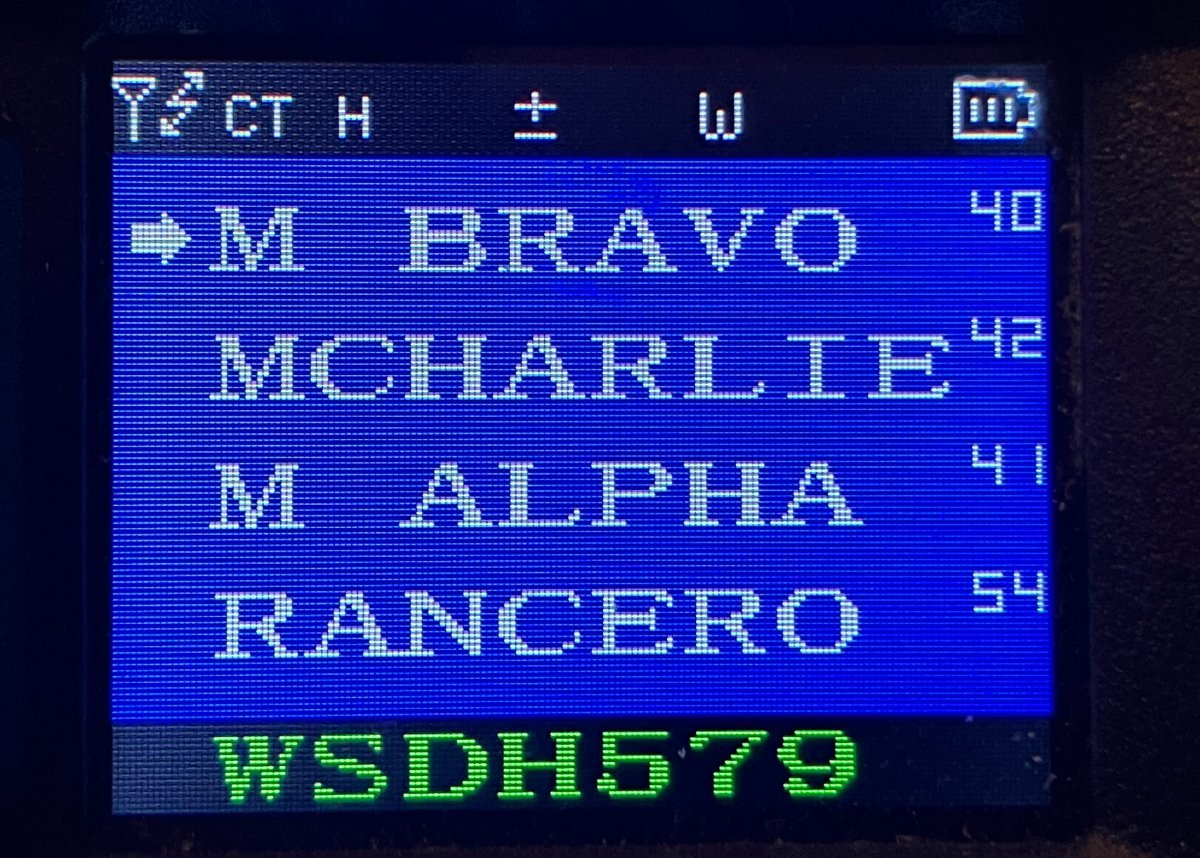 CT H ± W
M BRAVO 40
MCHARLIE 42
M ALPHA 41
RANCERO 54
WSDH579